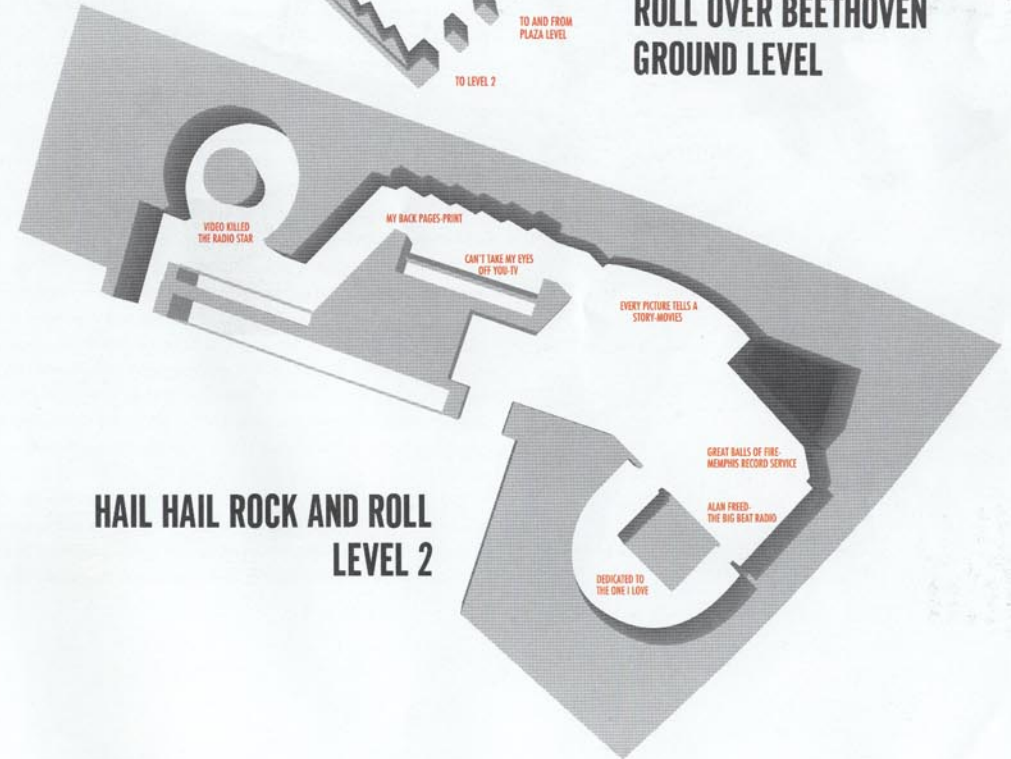 ROLL OVER BEETHOVEN
GROUND LEVEL
TO AND FROM
PLAZA LEVEL
TO LEVEL 2
VIDEO KILLED
THE RADIO STAR
MY BACK PAGES-PRINT
CAN'T TAKE MY EYES
OFF YOU-TV
EVERY PICTURE TELLS A
STORY-MOVIES
GREAT BALLS OF FIRE-
MEMPHIS RECORD SERVICE
ALAN FREED-
THE BIG BEAT RADIO
DEDICATED TO
THE ONE I LOVE
HAIL HAIL ROCK AND ROLL
LEVEL 2